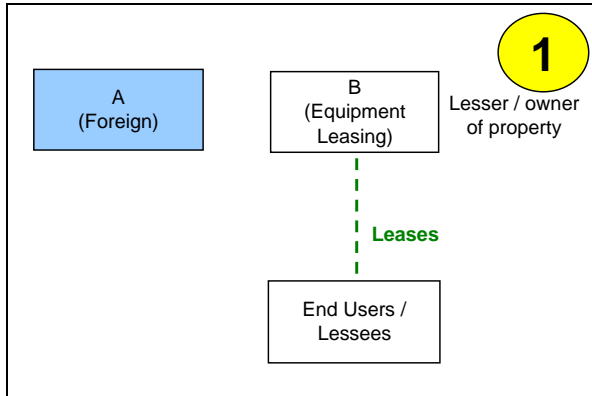 1
A
(Foreign)
B
(Equipment
Leasing)
Lesser / owner
of property
Leases
End Users /
Lessees